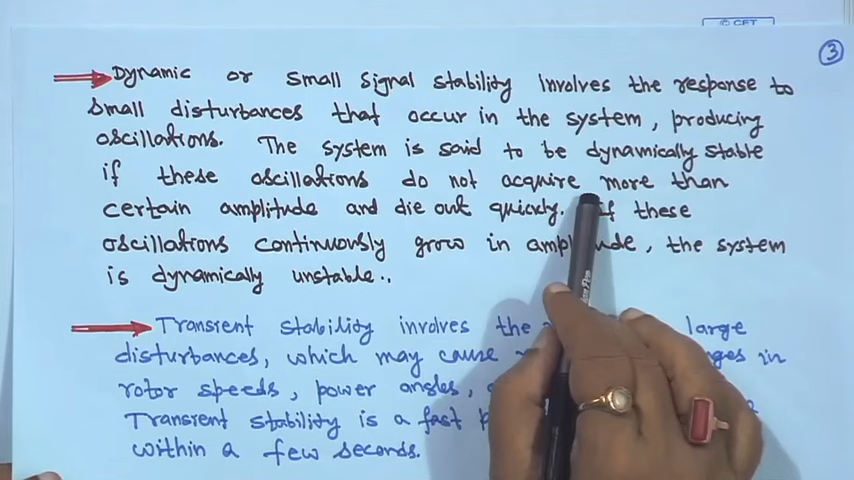 © CET
3
Dynamic or small signal stability involves the response to
small disturbances that occur in the system, producing
oscillations. The system is said to be dynamically stable
if these oscillations do not acquire more than
certain amplitude and die out quickly. If these
oscillations continuously grow in amplitude, the system
is dynamically unstable..
Transient stability involves the large
disturbances, which may cause in
rotor speeds, power angles,
Transient stability is a fast
within a few seconds.